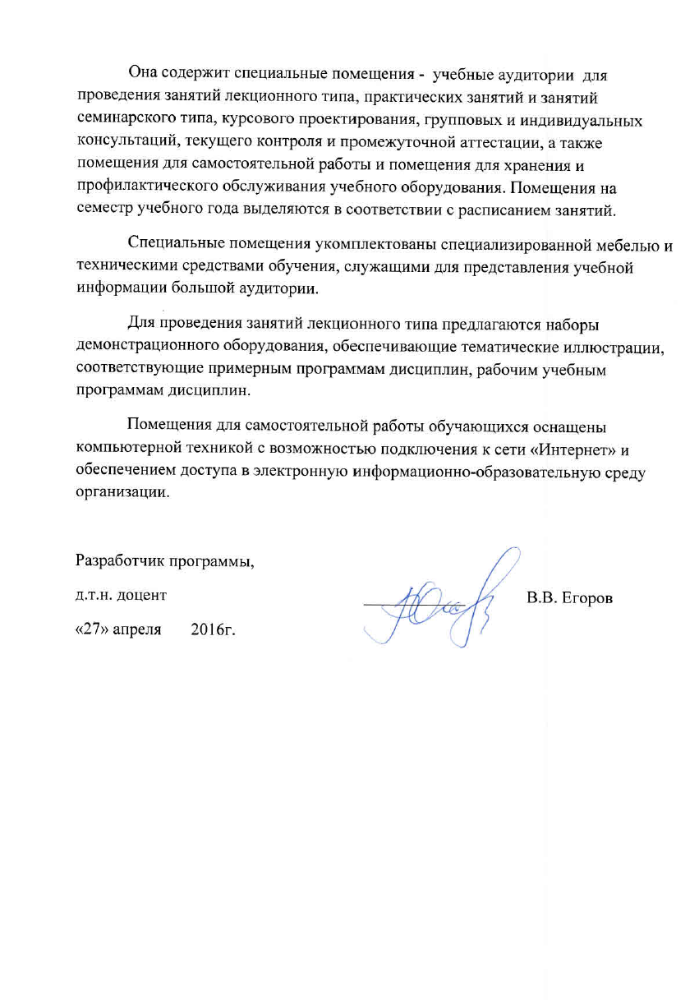 Она содержит специальные помещения -  учебные аудитории  для
проведения занятий лекционного типа, практических занятий и занятий
семинарского типа, курсового проектирования, групповых и индивидуальных
консультаций, текущего контроля и промежуточной аттестации, а также
помещения для самостоятельной работы и помещения для хранения и
профилактического обслуживания учебного оборудования. Помещения на
семестр учебного года выделяются в соответствии с расписанием занятий.
Специальные помещения укомплектованы специализированной мебелью и
техническими средствами обучения, служащими для представления учебной
информации большой аудитории.
Для проведения занятий лекционного типа предлагаются наборы
демонстрационного оборудования, обеспечивающие тематические иллюстрации,
соответствующие примерным программам дисциплин, рабочим учебным
программам дисциплин.
Помещения для самостоятельной работы обучающихся оснащены
компьютерной техникой с возможностью подключения к сети «Интернет» и
обеспечением доступа в электронную информационно-образовательную среду
организации.
Разработчик программы,
д.т.н. доцент В.В. Егоров
«27» апреля 2016г.